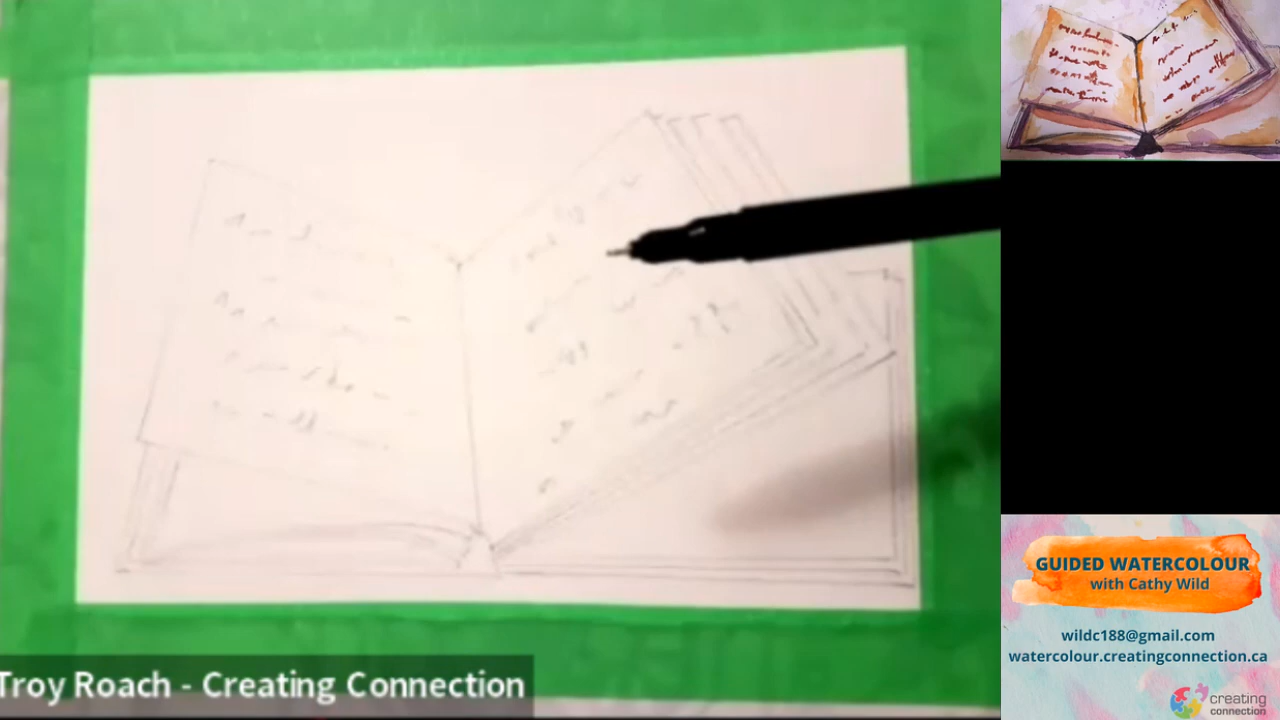 GUIDED WATERCOLOUR
with Cathy Wild
wildc188@gmail.com
watercolour.creatingconnection.ca
creating
connection
Troy Roach - Creating Connection